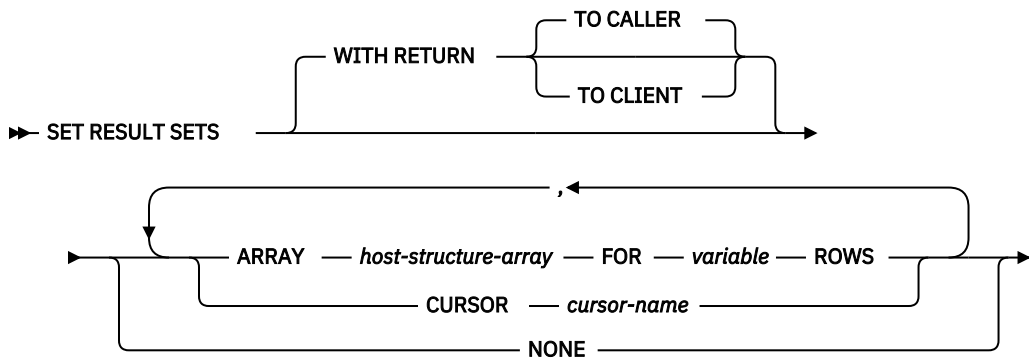 TO CALLER
WITH RETURN
TO CLIENT
SET RESULT SETS
,
ARRAY host-structure-array FOR variable ROWS
CURSOR cursor-name
NONE